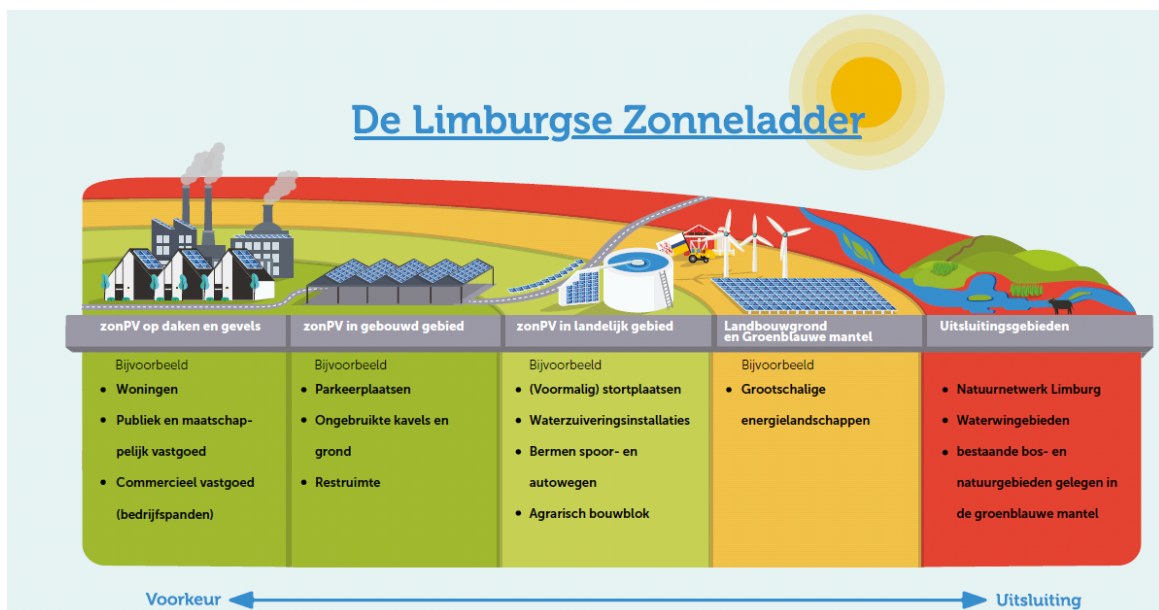 De Limburgse Zonneladder
zonPV op daken en gevels
Bijvoorbeeld
• Woningen
• Publiek en maatschap-
pelijk vastgoed
• Commercieel vastgoed
(bedrijfspanden)
zonPV in gebouwd gebied
Bijvoorbeeld
• Parkeerplaatsen
• Ongebruikte kavels en
grond
• Restruimte
zonPV in landelijk gebied
Bijvoorbeeld
• (Voormalig) stortplaatsen
• Waterzuiveringsinstallaties
• Bermen spoor- en
autowegen
• Agrarisch bouwblok
Landbouwgrond
en Groenblauwe mantel
Bijvoorbeeld
• Grootschalige
energielandschappen
Uitsluitingsgebieden
• Natuurnetwerk Limburg
• Waterwingebieden
• bestaande bos- en
natuurgebieden gelegen in
de groenblauwe mantel
Voorkeur
Uitsluiting